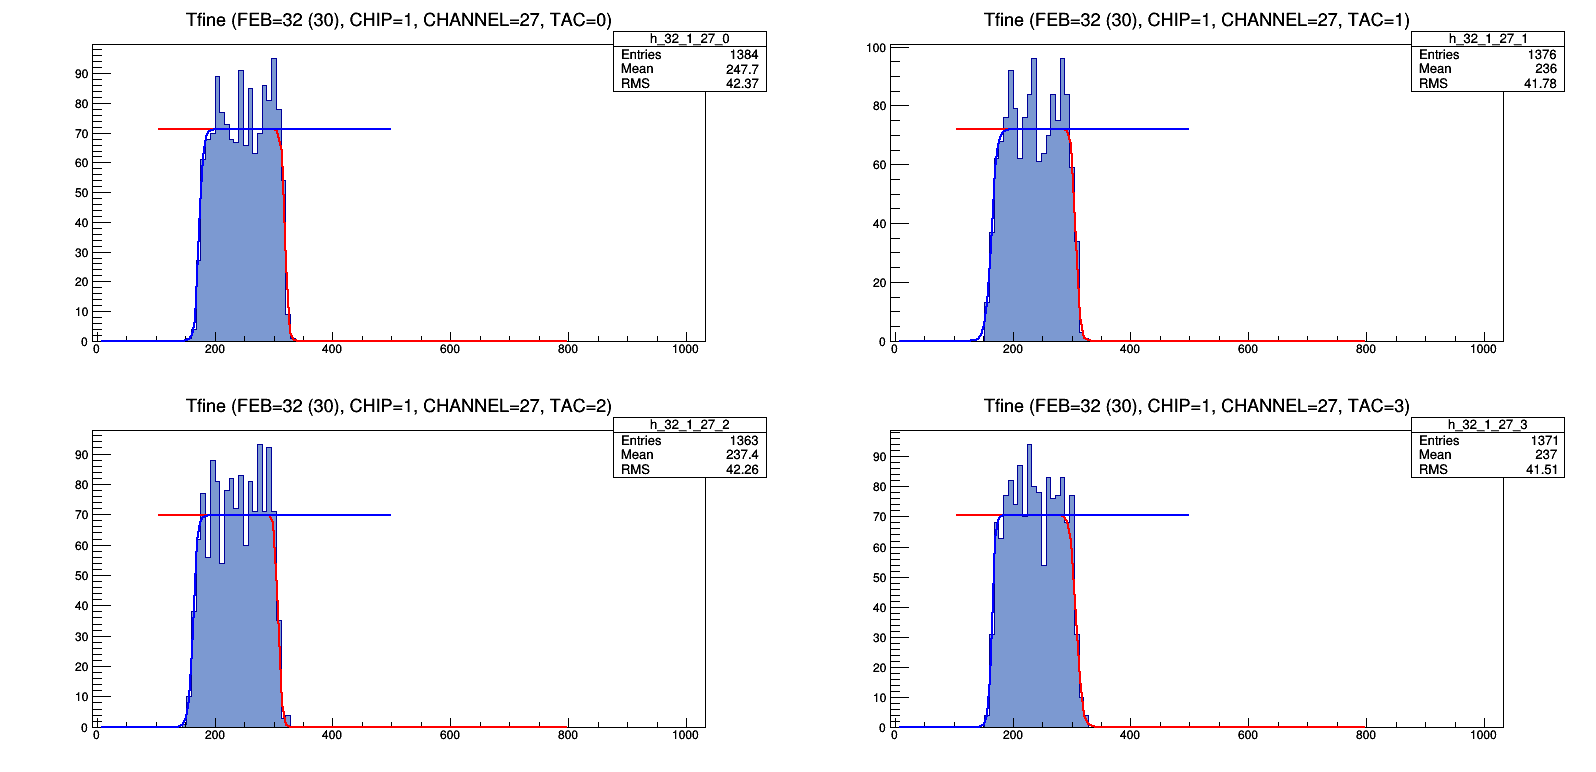 Tfine (FEB=32 (30), CHIP=1, CHANNEL=27, TAC=0)
h_32_1_27_0
Entries 1384
Mean 247.7
RMS 42.37
90
80
70
60
50
40
30
20
10
0
0 200 400 600 800 1000
Tfine (FEB=32 (30), CHIP=1, CHANNEL=27, TAC=1)
h_32_1_27_1
Entries 1376
Mean 236
RMS 41.78
100
80
60
40
20
0
0 200 400 600 800 1000
Tfine (FEB=32 (30), CHIP=1, CHANNEL=27, TAC=2)
h_32_1_27_2
Entries 1363
Mean 237.4
RMS 42.26
90
80
70
60
50
40
30
20
10
0
0 200 400 600 800 1000
Tfine (FEB=32 (30), CHIP=1, CHANNEL=27, TAC=3)
h_32_1_27_3
Entries 1371
Mean 237
RMS 41.51
90
80
70
60
50
40
30
20
10
0
0 200 400 600 800 1000